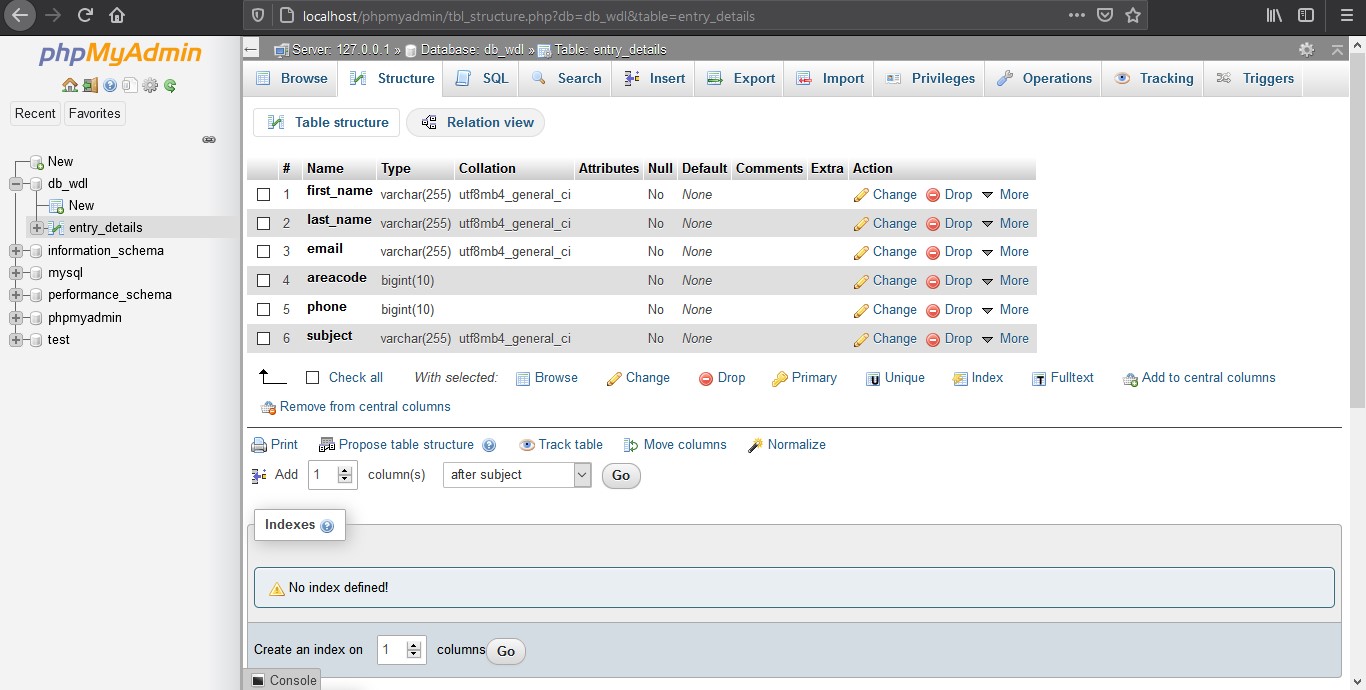 localhost/phpmyadmin/tbl_structure.php?db=db_wdl&table=entry_details
phpMyAdmin
Recent Favorites
New
db_wdl
New
entry_details
information_schema
mysql
performance_schema
phpmyadmin
test
Server: 127.0.0.1 » Database: db_wdl » Table: entry_details
Browse Structure SQL Search Insert Export Import Privileges Operations Tracking Triggers
Table structure Relation view
# Name Type Collation Attributes Null Default Comments Extra Action
1 first_name varchar(255) utf8mb4_general_ci No None Change Drop More
2 last_name varchar(255) utf8mb4_general_ci No None Change Drop More
3 email varchar(255) utf8mb4_general_ci No None Change Drop More
4 areacode bigint(10) No None Change Drop More
5 phone bigint(10) No None Change Drop More
6 subject varchar(255) utf8mb4_general_ci No None Change Drop More
Check all With selected: Browse Change Drop Primary U Unique Index T Fulltext Add to central columns
Remove from central columns
Print Propose table structure Track table Move columns Normalize
Add 1 column(s) after subject Go
Indexes
No index defined!
Create an index on 1 columns Go
Console